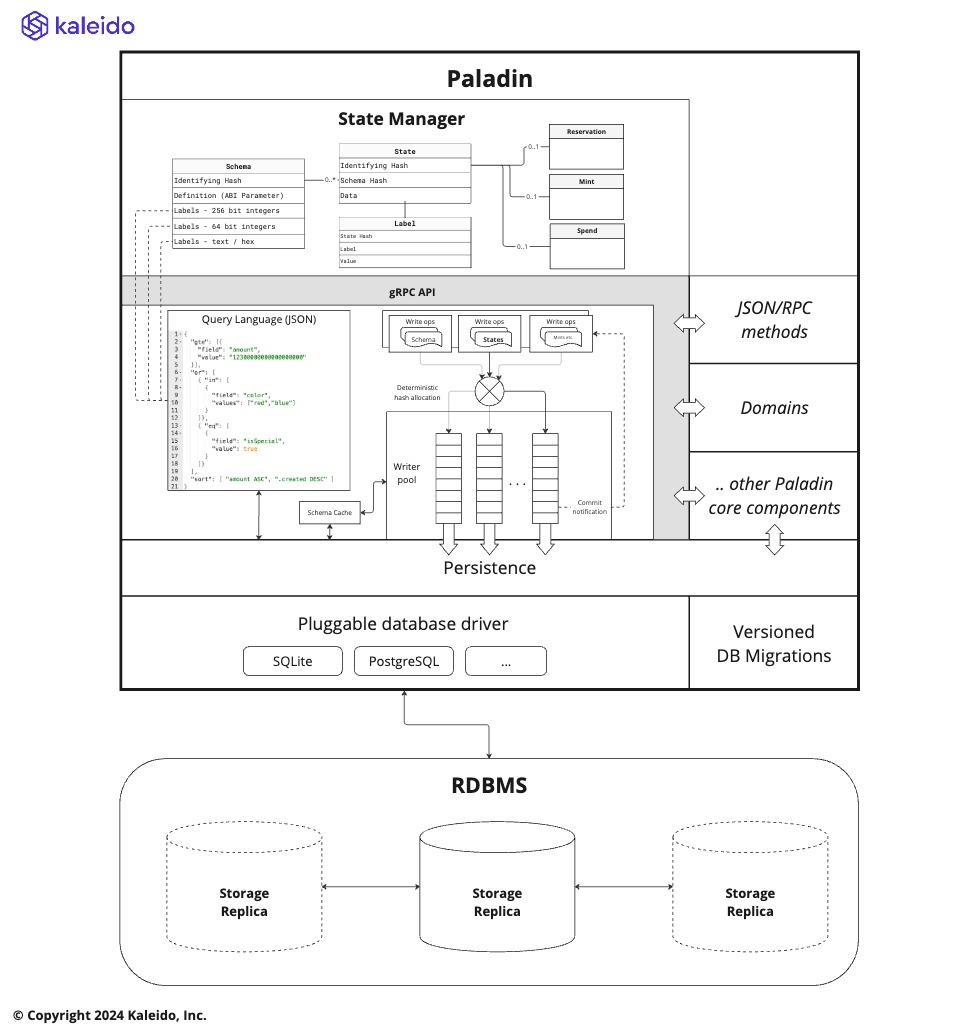 kaleido
Paladin
State Manager
Schema
Identifying Hash
Definition (ABI Parameter)
Labels - 256 bit integers
Labels - 64 bit integers
Labels - text / hex
0..*
State
Identifying Hash
Schema Hash
Data
Label
State Hash
Label
Value
0..1
Reservation
0..1
Mint
0..1
Spend
gRPC API
Query Language (JSON)
1 {
2 "gte": [{
3 "field": "amount",
4 "value": "12300000000000000000"
5 }],
6 "or": [
7 { "in": [
8 {
9 "field": "color",
10 "values": ["red","blue"]
11 }
12 ]},
13 { "eq": [
14 {
15 "field": "isSpecial",
16 "value": true
17 }
18 ]}
19 ],
20 "sort": [ "amount ASC", ".created DESC" ]
21 }
Write ops
Schema
Write ops
States
Write ops
Mints etc.
Deterministic
hash allocation
Writer
pool
. . .
Commit
notification
Schema Cache
JSON/RPC
methods
Domains
.. other Paladin
core components
Persistence
Pluggable database driver
SQLite
PostgreSQL
...
Versioned
DB Migrations
RDBMS
Storage
Replica
Storage
Replica
Storage
Replica
© Copyright 2024 Kaleido, Inc.